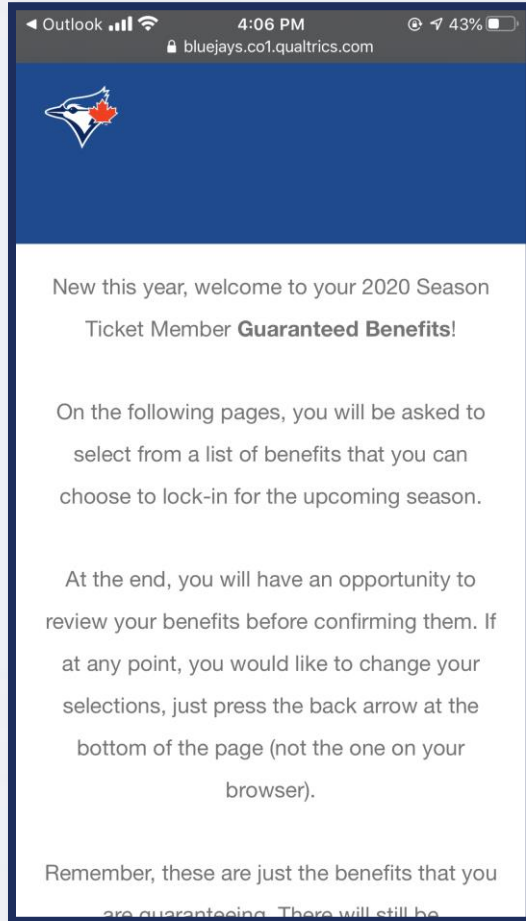 Outlook 4:06 PM 43%
bluejays.co1.qualtrics.com
New this year, welcome to your 2020 Season
Ticket Member Guaranteed Benefits!
On the following pages, you will be asked to
select from a list of benefits that you can
choose to lock-in for the upcoming season.
At the end, you will have an opportunity to
review your benefits before confirming them. If
at any point, you would like to change your
selections, just press the back arrow at the
bottom of the page (not the one on your
browser).
Remember, these are just the benefits that you
are guaranteeing. There will still be